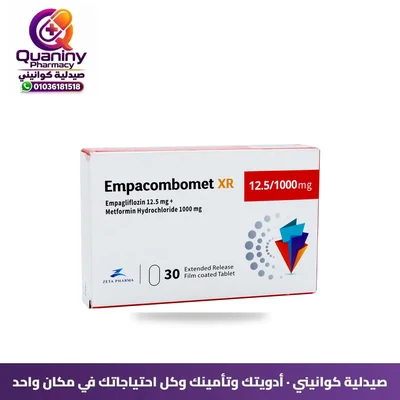 Quaniny
Pharmacy
صيدلية كوانيني
01036181518
Empacombomet XR
12.5/1000mg
Empagliflozin 12.5 mg +
Metformin Hydrochloride 1000 mg
ZETA PHARMA
30
Extended Release
Film coated Tablet
صيدلية كوانيني - أدويتك وتأمينك وكل احتياجاتك في مكان واحد